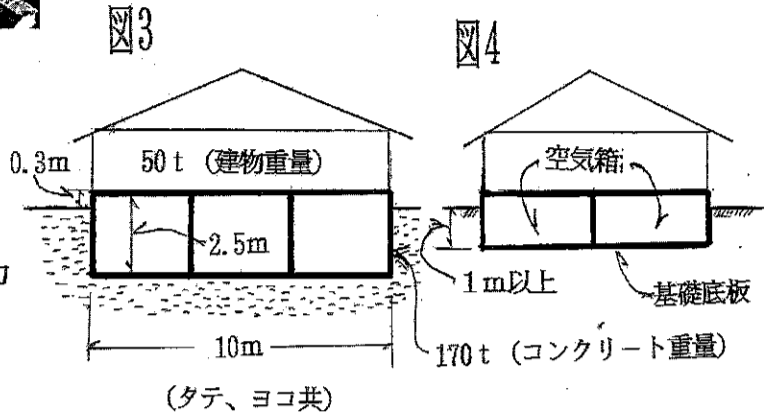 図3
図4
0.3m
50t (建物重量)
空気箱
2.5m
1m以上
基礎底板
10m
170t (コンクリート重量)
(タテ、ヨコ共)